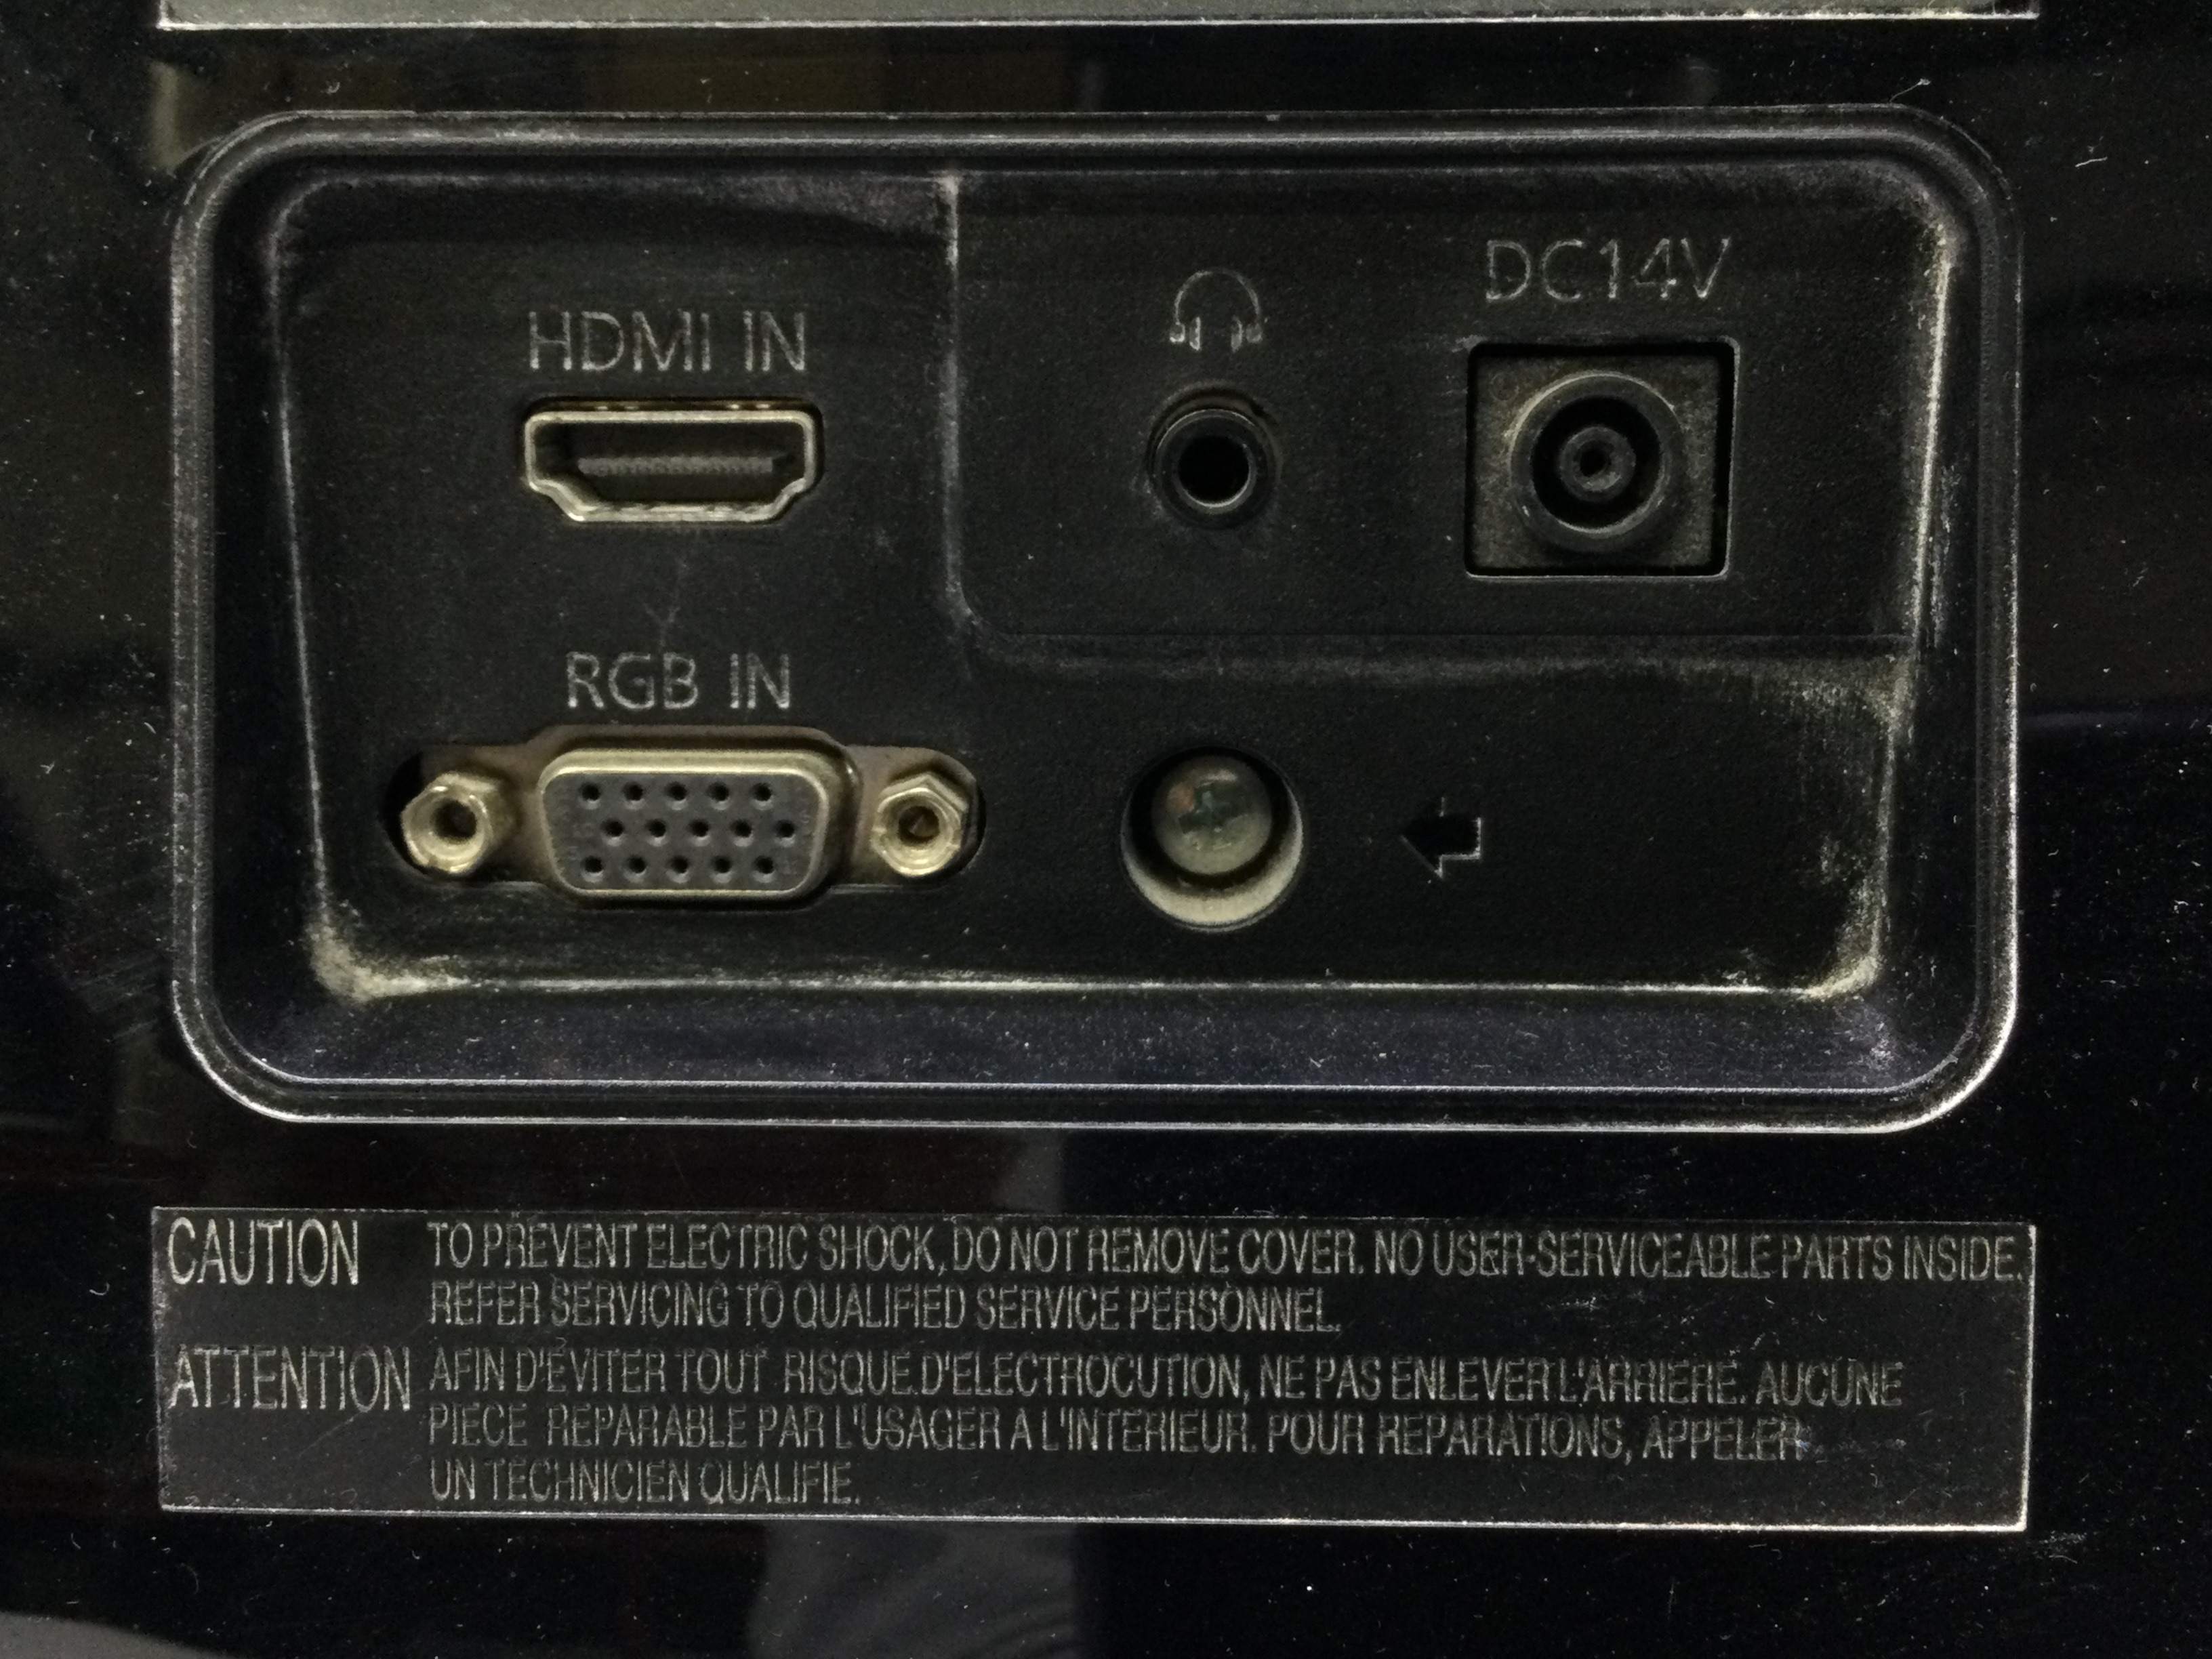 HDMI IN
DC14V
RGB IN
CAUTION TO PREVENT ELECTRIC SHOCK, DO NOT REMOVE COVER. NO USER-SERVICEABLE PARTS INSIDE.
REFER SERVICING TO QUALIFIED SERVICE PERSONNEL.
ATTENTION AFIN D'ÉVITER TOUT RISQUE D'ELECTROCUTION, NE PAS ENLEVER L'ARRIERE. AUCUNE
PIECE REPARABLE PAR L'USAGER A L'INTERIEUR. POUR REPARATIONS, APPELER
UN TECHNICIEN QUALIFIE.